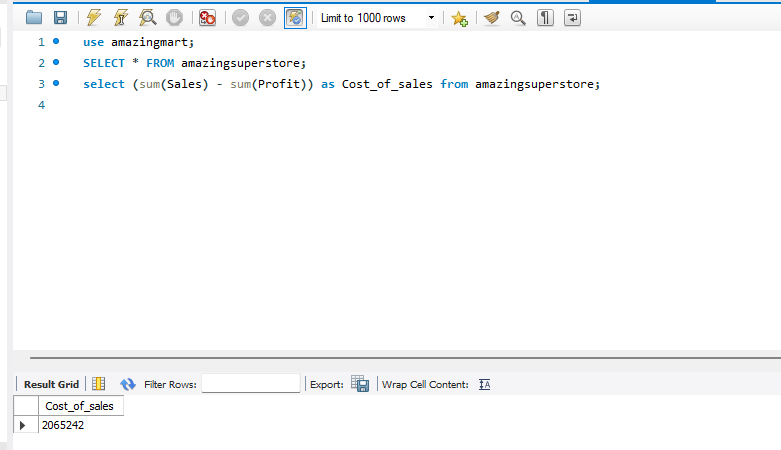 Limit to 1000 rows
1 use amazingmart;
2 SELECT * FROM amazingsuperstore;
3 select (sum(Sales) - sum(Profit)) as Cost_of_sales from amazingsuperstore;
4
Result Grid Filter Rows: Export: Wrap Cell Content: IA
Cost_of_sales
2065242